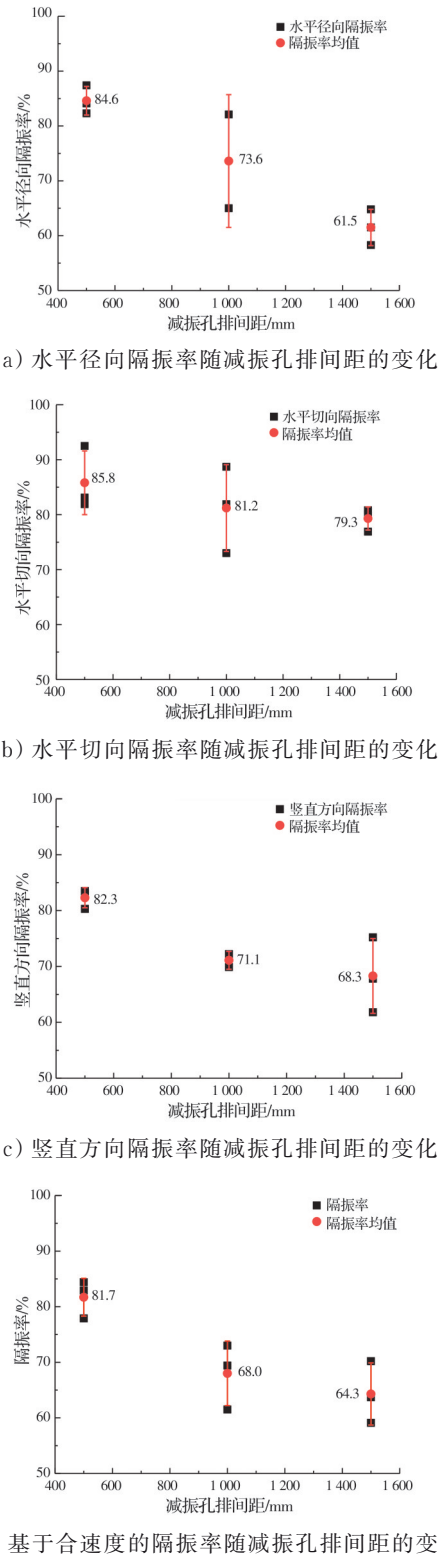 100
水平径向隔振率
隔振率均值
90
84.6
80
73.6
70
61.5
60
50
400 600 800 1 000 1 200 1 400 1 600
水平径向隔振率/%
减振孔排间距/mm
a）水平径向隔振率随减振孔排间距的变化
100
水平切向隔振率
隔振率均值
90
85.8
81.2
80
79.3
70
60
50
400 600 800 1 000 1 200 1 400 1 600
水平切向隔振率/%
减振孔排间距/mm
b）水平切向隔振率随减振孔排间距的变化
100
竖直方向隔振率
隔振率均值
90
82.3
80
71.1
70
68.3
60
50
400 600 800 1 000 1 200 1 400 1 600
竖直方向隔振率/%
减振孔排间距/mm
c）竖直方向隔振率随减振孔排间距的变化
100
隔振率
隔振率均值
90
81.7
80
70
68.0
64.3
60
50
400 600 800 1 000 1 200 1 400 1 600
隔振率/%
减振孔排间距/mm
基于合速度的隔振率随减振孔排间距的变